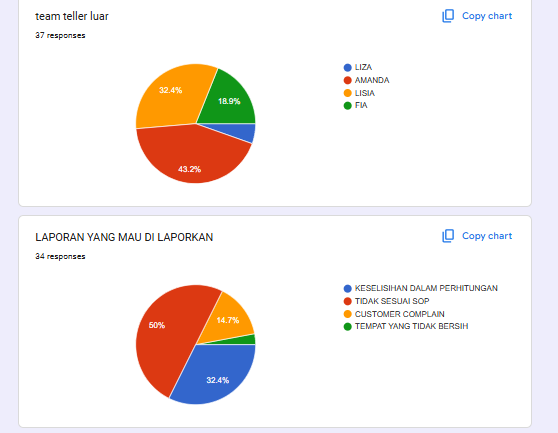 team teller luar
Copy chart
37 responses
32.4%
18.9%
43.2%
LIZA
AMANDA
LISIA
FIA
LAPORAN YANG MAU DI LAPORKAN
Copy chart
34 responses
50%
14.7%
32.4%
KESELISIHAN DALAM PERHITUNGAN
TIDAK SESUAI SOP
CUSTOMER COMPLAIN
TEMPAT YANG TIDAK BERSIH